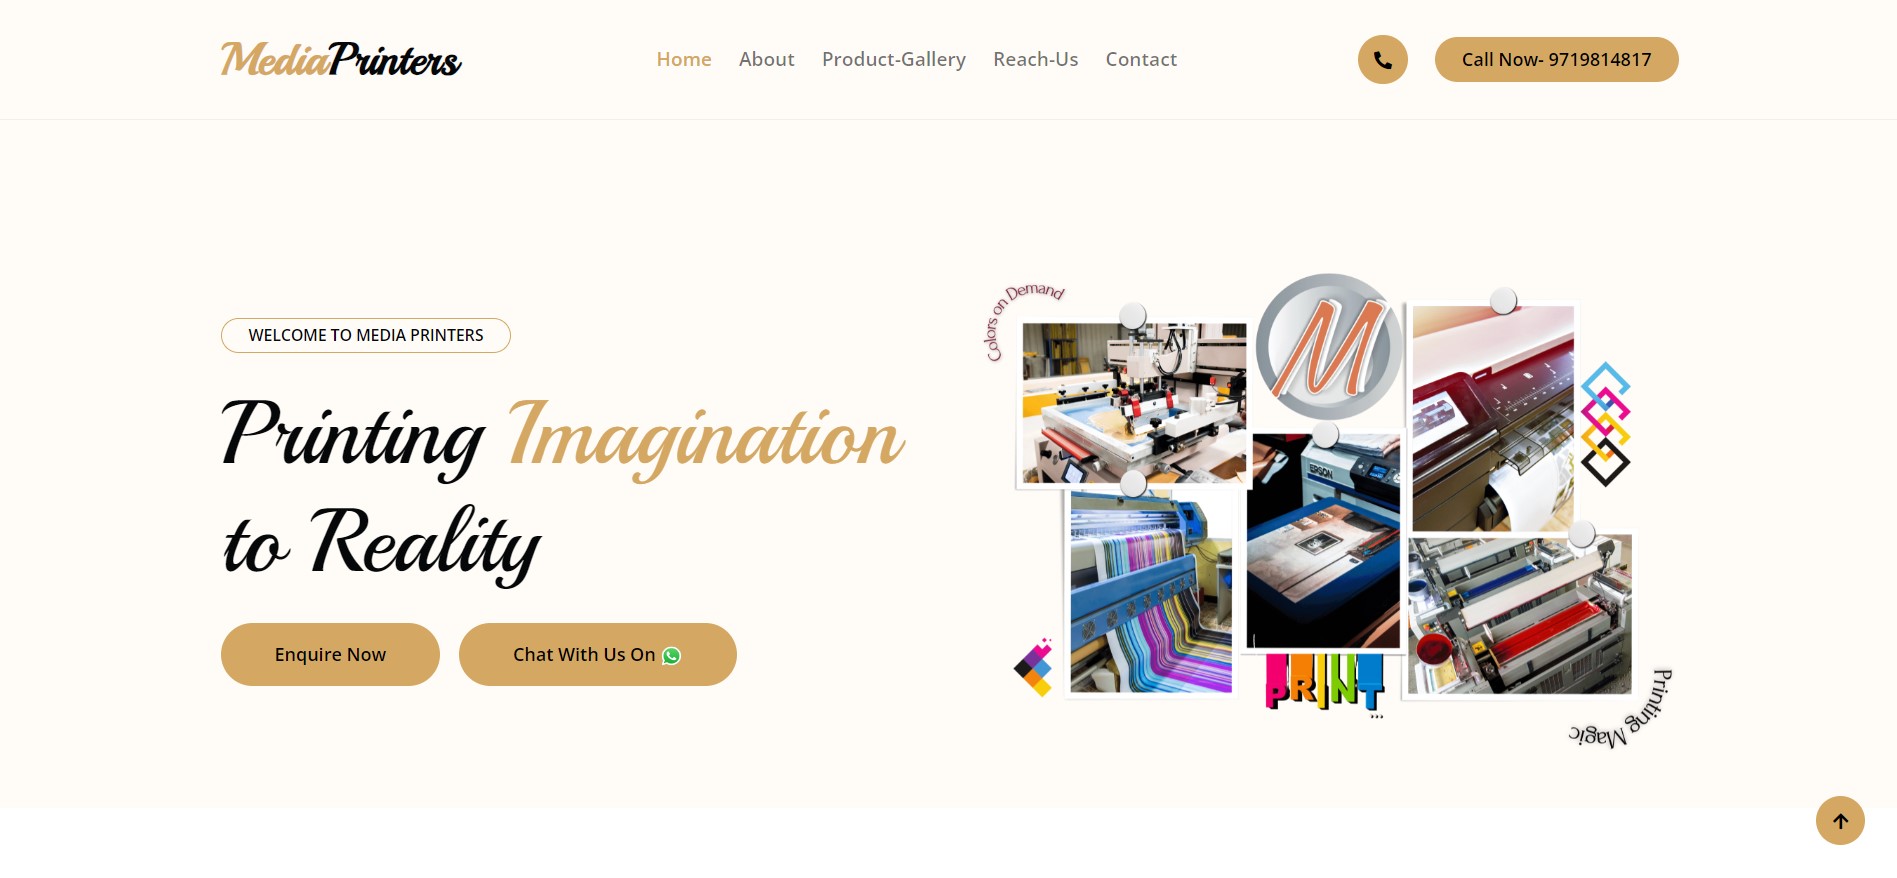 MediaPrinters
Home About Product-Gallery Reach-Us Contact
Call Now- 9719814817
WELCOME TO MEDIA PRINTERS
Printing Imagination
to Reality
Enquire Now
Chat With Us On
Colors on Demand
M
EPSON
PRINT
...
Printing Magic